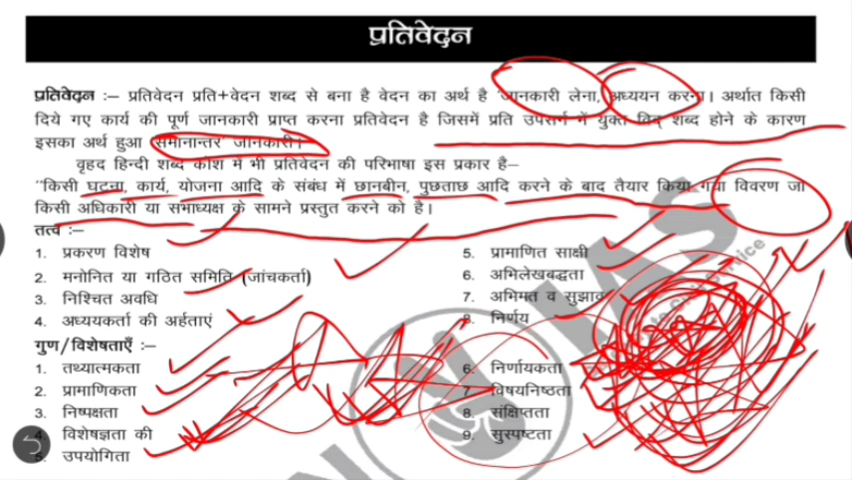 प्रतिवेदन
प्रतिवेदन :– प्रतिवेदन प्रति+वेदन शब्द से बना है वेदन का अर्थ है जानकारी लेना, अध्ययन करना। अर्थात किसी
दिये गए कार्य की पूर्ण जानकारी प्राप्त करना प्रतिवेदन है जिसमें प्रति उपसर्ग में युक्त विद् शब्द होने के कारण
इसका अर्थ हुआ समानान्तर जानकारी।
वृहद हिन्दी शब्द कोश में भी प्रतिवेदन की परिभाषा इस प्रकार है–
"किसी घटना, कार्य, योजना आदि के संबंध में छानबीन, पुछताछ आदि करने के बाद तैयार किया गया विवरण जो
किसी अधिकारी या सभाध्यक्ष के सामने प्रस्तुत करने को है।
तत्व :–
1. प्रकरण विशेष
2. मनोनित या गठित समिति (जांचकर्ता)
3. निश्चित अवधि
4. अध्ययकर्ता की अर्हताएं
5. प्रामाणित साक्षी
6. अभिलेखबद्धता
7. अभिमत व सुझाव
8. निर्णय
गुण/विशेषताएँ :–
1. तथ्यात्मकता
2. प्रामाणिकता
3. निष्पक्षता
4. विशेषज्ञता की
5. उपयोगिता
6. निर्णायकता
7. विषयनिष्ठता
8. संक्षिप्तता
9. सुस्पष्टता
IAS